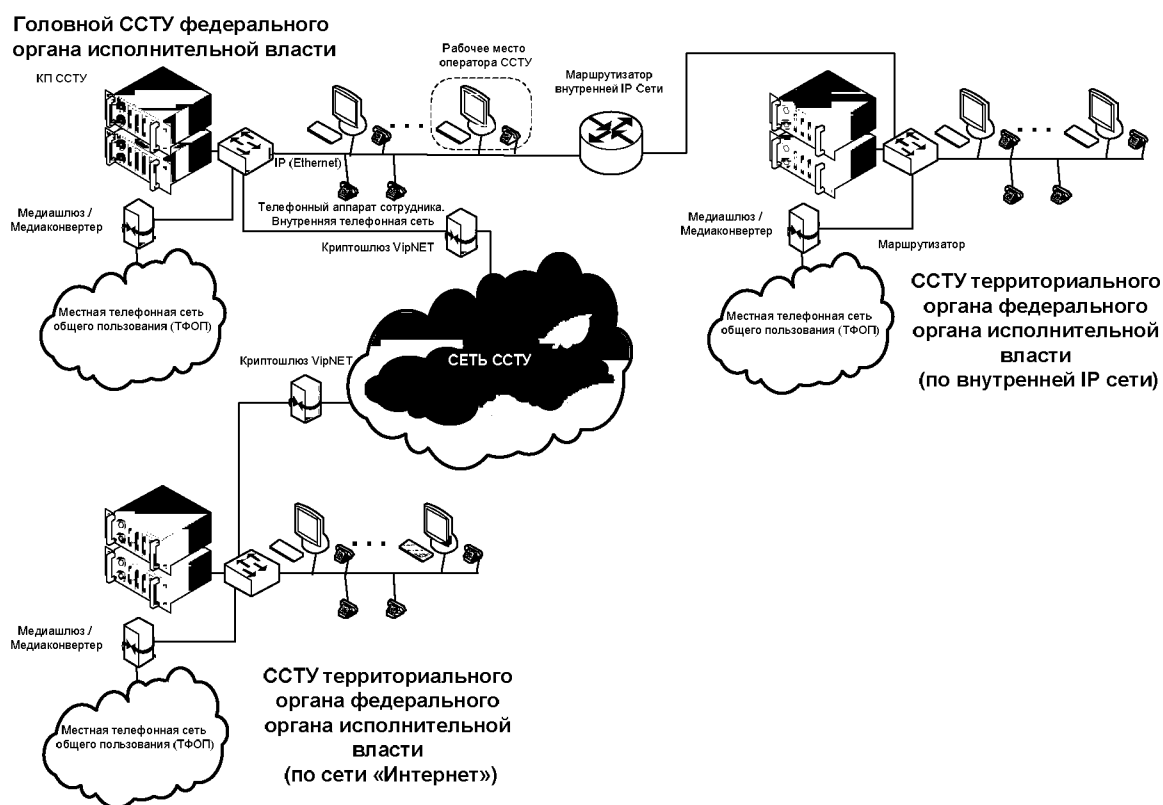 Головной ССТУ федерального
органа исполнительной власти
КП ССТУ
Рабочее место
оператора ССТУ
Маршрутизатор
внутренней IP Сети
IP (Ethernet)
Медиашлюз /
Медиаконвертер
Телефонный аппарат сотрудника.
Внутренняя телефонная сеть
Криптошлюз VipNET
Местная телефонная сеть
общего пользования (ТФОП)
Медиашлюз /
Медиаконвертер
Маршрутизатор
Местная телефонная сеть
общего пользования (ТФОП)
ССТУ территориального
органа федерального
органа исполнительной
власти
(по внутренней IP сети)
СЕТЬ ССТУ
Криптошлюз VipNET
Медиашлюз /
Медиаконвертер
Местная телефонная сеть
общего пользования (ТФОП)
ССТУ территориального
органа федерального
органа исполнительной
власти
(по сети «Интернет»)